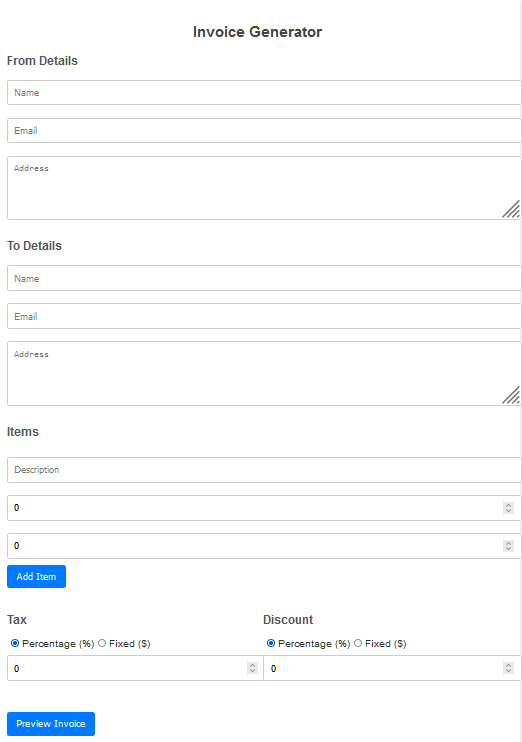 Invoice Generator
From Details
Name
Email
Address
To Details
Name
Email
Address
Items
Description
0
0
Add Item
Tax Discount
Percentage (%) Fixed ($) Percentage (%) Fixed ($)
0 0
Preview Invoice